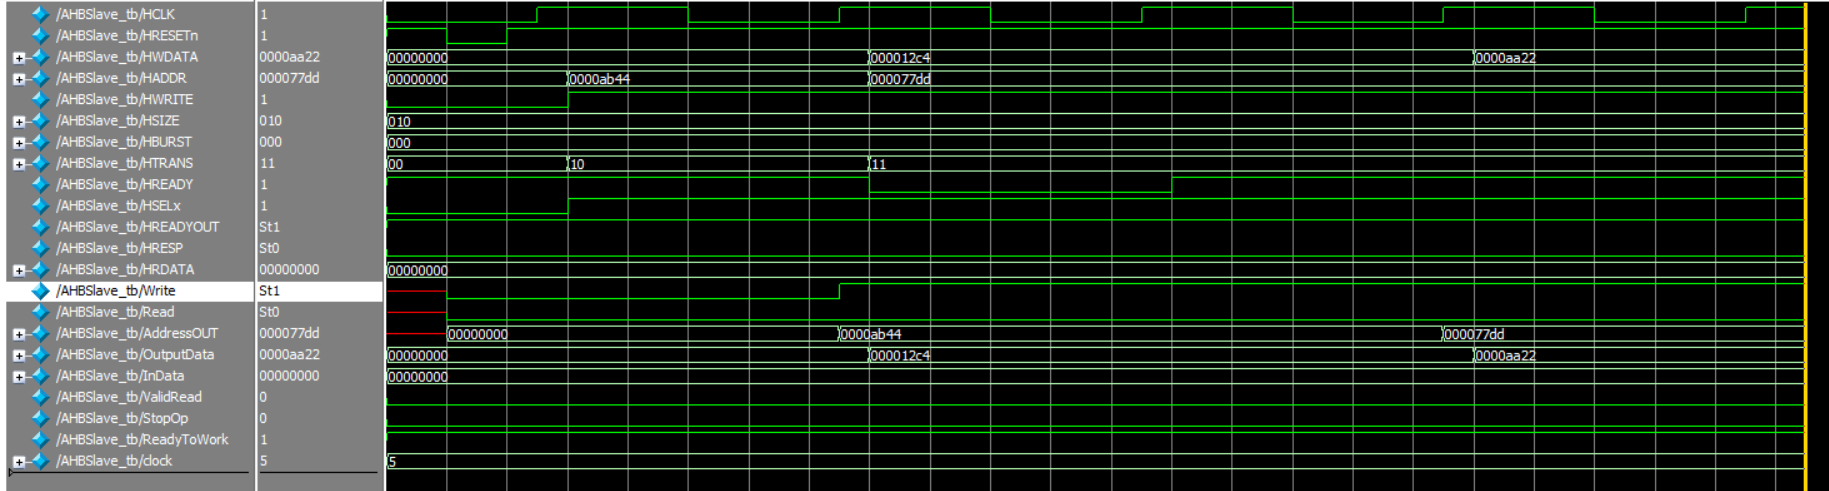 /AHBSlave_tb/HCLK 1
/AHBSlave_tb/HRESETn 1
/AHBSlave_tb/HWDATA 0000aa22 00000000 000012c4 0000aa22
/AHBSlave_tb/HADDR 000077dd 00000000 0000ab44 000077dd
/AHBSlave_tb/HWRITE 1
/AHBSlave_tb/HSIZE 010 010
/AHBSlave_tb/HBURST 000 000
/AHBSlave_tb/HTRANS 11 00 10 11
/AHBSlave_tb/HREADY 1
/AHBSlave_tb/HSELx 1
/AHBSlave_tb/HREADYOUT St1
/AHBSlave_tb/HRESP St0
/AHBSlave_tb/HRDATA 00000000 00000000
/AHBSlave_tb/Write St1
/AHBSlave_tb/Read St0
/AHBSlave_tb/AddressOUT 000077dd 00000000 0000ab44 000077dd
/AHBSlave_tb/OutputData 0000aa22 00000000 000012c4 0000aa22
/AHBSlave_tb/InData 00000000 00000000
/AHBSlave_tb/ValidRead 0
/AHBSlave_tb/StopOp 0
/AHBSlave_tb/ReadyToWork 1
/AHBSlave_tb/clock 5 5